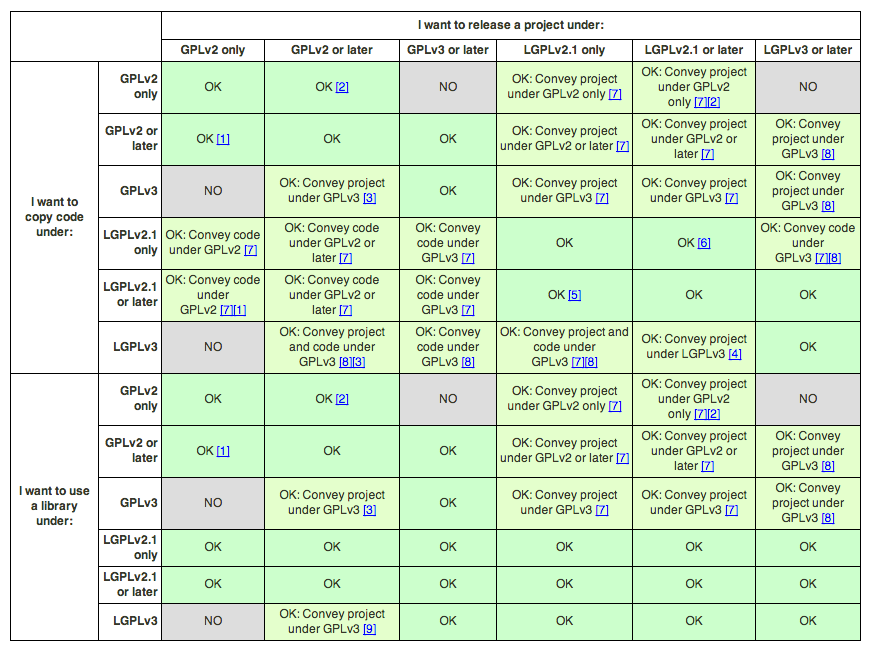 I want to release a project under:
GPLv2 only
GPLv2 or later
GPLv3 or later
LGPLv2.1 only
LGPLv2.1 or later
LGPLv3 or later
I want to
copy code
under:
GPLv2
only
OK
OK [2]
NO
OK: Convey project
under GPLv2 only [7]
OK: Convey project
under GPLv2
only [7][2]
NO
GPLv2 or
later
OK [1]
OK
OK
OK: Convey project
under GPLv2 or later [7]
OK: Convey project
under GPLv2 or
later [7]
OK: Convey
project under
GPLv3 [8]
GPLv3
NO
OK: Convey project
under GPLv3 [3]
OK
OK: Convey project
under GPLv3 [7]
OK: Convey project
under GPLv3 [7]
OK: Convey
project under
GPLv3 [8]
LGPLv2.1
only
OK: Convey code
under GPLv2 [7]
OK: Convey code
under GPLv2 or
later [7]
OK: Convey
code under
GPLv3 [7]
OK
OK [6]
OK: Convey code
under
GPLv3 [7][8]
LGPLv2.1
or later
OK: Convey code
under
GPLv2 [7][1]
OK: Convey code
under GPLv2 or
later [7]
OK: Convey
code under
GPLv3 [7]
OK [5]
OK
OK
LGPLv3
NO
OK: Convey project
and code under
GPLv3 [8][3]
OK: Convey
code under
GPLv3 [8]
OK: Convey project and
code under
GPLv3 [7][8]
OK: Convey project
under LGPLv3 [4]
OK
I want to use
a library
under:
GPLv2
only
OK
OK [2]
NO
OK: Convey project
under GPLv2 only [7]
OK: Convey project
under GPLv2
only [7][2]
NO
GPLv2 or
later
OK [1]
OK
OK
OK: Convey project
under GPLv2 or later [7]
OK: Convey project
under GPLv2 or
later [7]
OK: Convey
project under
GPLv3 [8]
GPLv3
NO
OK: Convey project
under GPLv3 [3]
OK
OK: Convey project
under GPLv3 [7]
OK: Convey project
under GPLv3 [7]
OK: Convey
project under
GPLv3 [8]
LGPLv2.1
only
OK
OK
OK
OK
OK
OK
LGPLv2.1
or later
OK
OK
OK
OK
OK
OK
LGPLv3
NO
OK: Convey project
under GPLv3 [9]
OK
OK
OK
OK